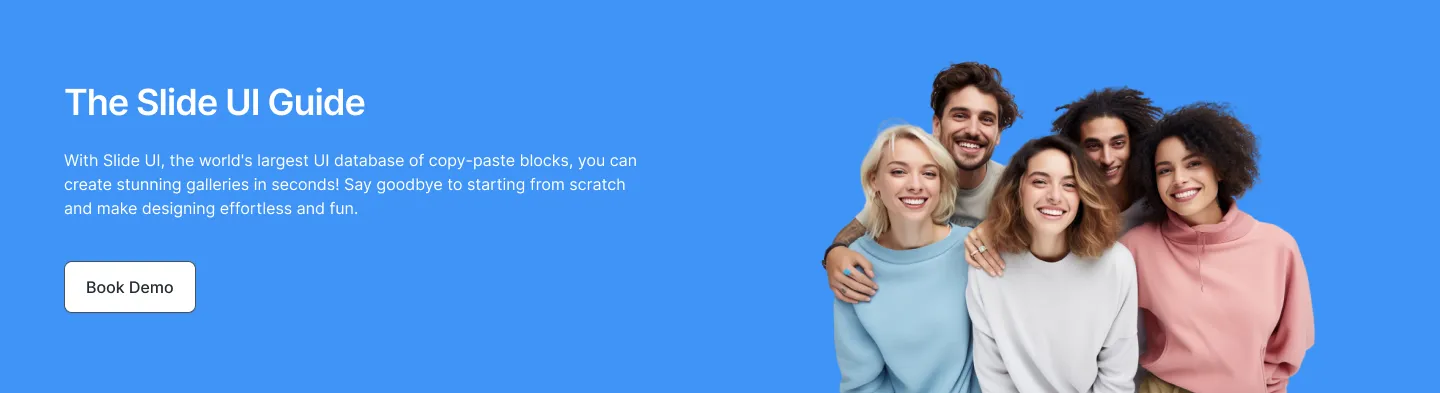 The Slide UI Guide
With Slide UI, the world's largest UI database of copy-paste blocks, you can
create stunning galleries in seconds! Say goodbye to starting from scratch
and make designing effortless and fun.
Book Demo